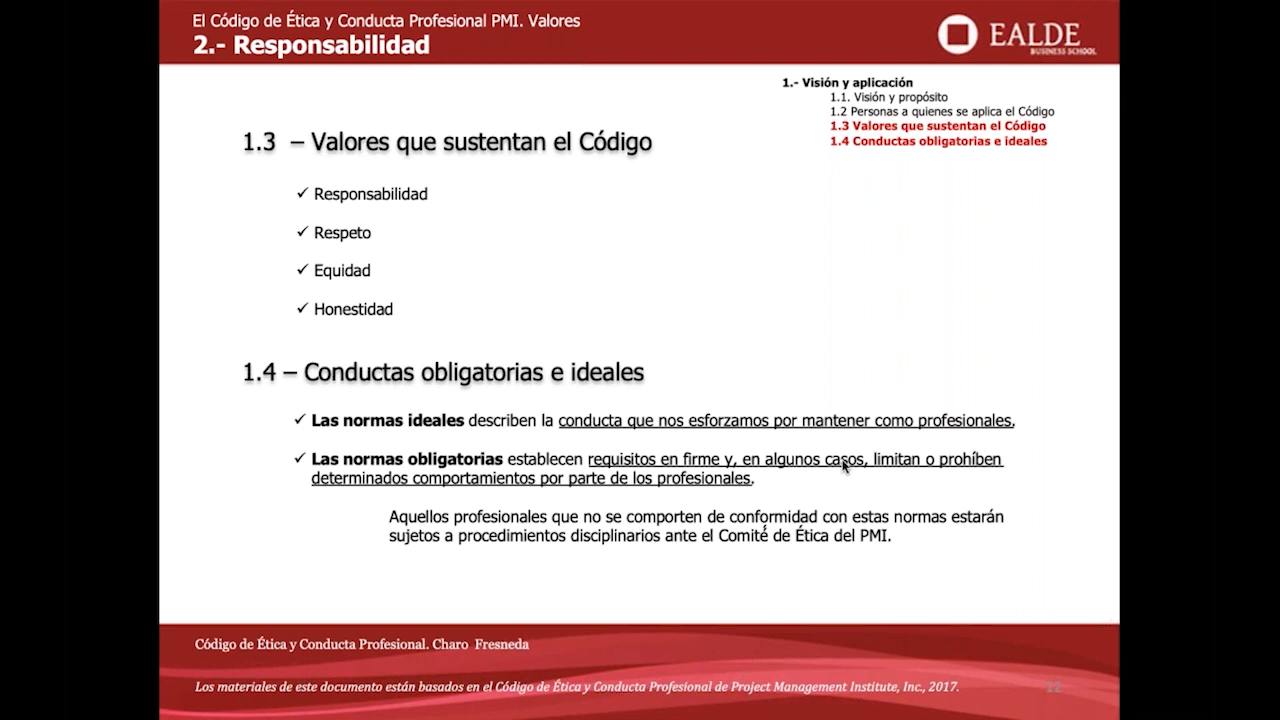 El Código de Ética y Conducta Profesional PMI. Valores
2.- Responsabilidad
EALDE
BUSINESS SCHOOL
1.- Visión y aplicación
1.1. Visión y propósito
1.2 Personas a quienes se aplica el Código
1.3 Valores que sustentan el Código
1.4 Conductas obligatorias e ideales
1.3 – Valores que sustentan el Código
✓ Responsabilidad
✓ Respeto
✓ Equidad
✓ Honestidad
1.4 – Conductas obligatorias e ideales
✓ Las normas ideales describen la conducta que nos esforzamos por mantener como profesionales.
✓ Las normas obligatorias establecen requisitos en firme y, en algunos casos, limitan o prohíben
determinados comportamientos por parte de los profesionales.
Aquellos profesionales que no se comporten de conformidad con estas normas estarán
sujetos a procedimientos disciplinarios ante el Comité de Ética del PMI.
Código de Ética y Conducta Profesional. Charo Fresneda
Los materiales de este documento están basados en el Código de Ética y Conducta Profesional de Project Management Institute, Inc., 2017.
12